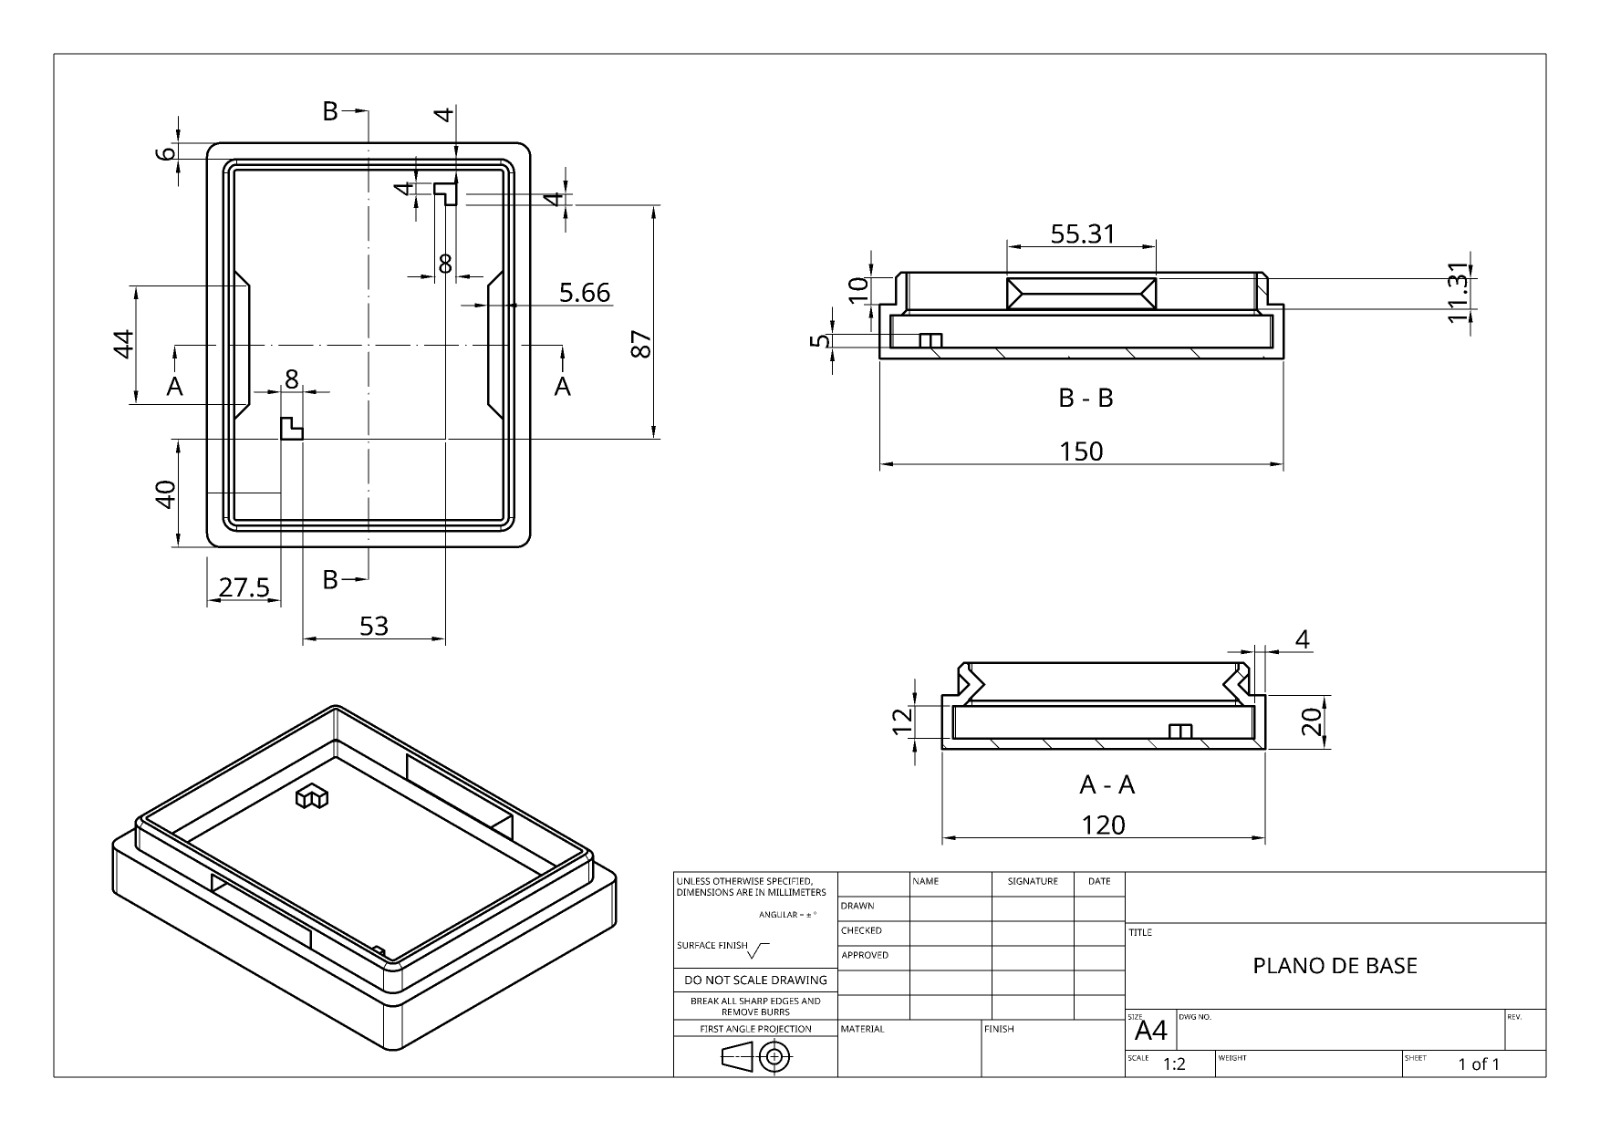 B
4
6
4
4
8
5.66
44
87
A
A
8
40
B
27.5
53
55.31
10
11.31
5
B - B
150
4
12
20
A - A
120
UNLESS OTHERWISE SPECIFIED,
DIMENSIONS ARE IN MILLIMETERS
ANGULAR = ± °
SURFACE FINISH
DO NOT SCALE DRAWING
BREAK ALL SHARP EDGES AND
REMOVE BURRS
FIRST ANGLE PROJECTION
NAME
SIGNATURE
DATE
DRAWN
CHECKED
APPROVED
MATERIAL
FINISH
TITLE
PLANO DE BASE
SIZE
A4
DWG NO.
REV.
SCALE
1:2
WEIGHT
SHEET
1 of 1